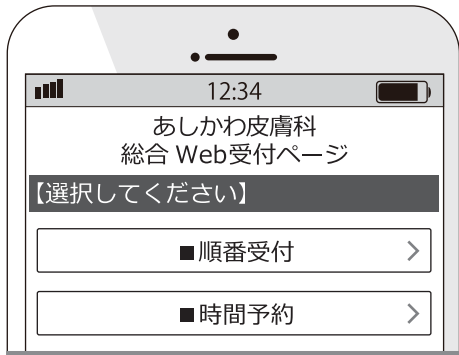 12:34
あしかわ皮膚科
総合 Web受付ページ
【選択してください】
■順番受付
■時間予約